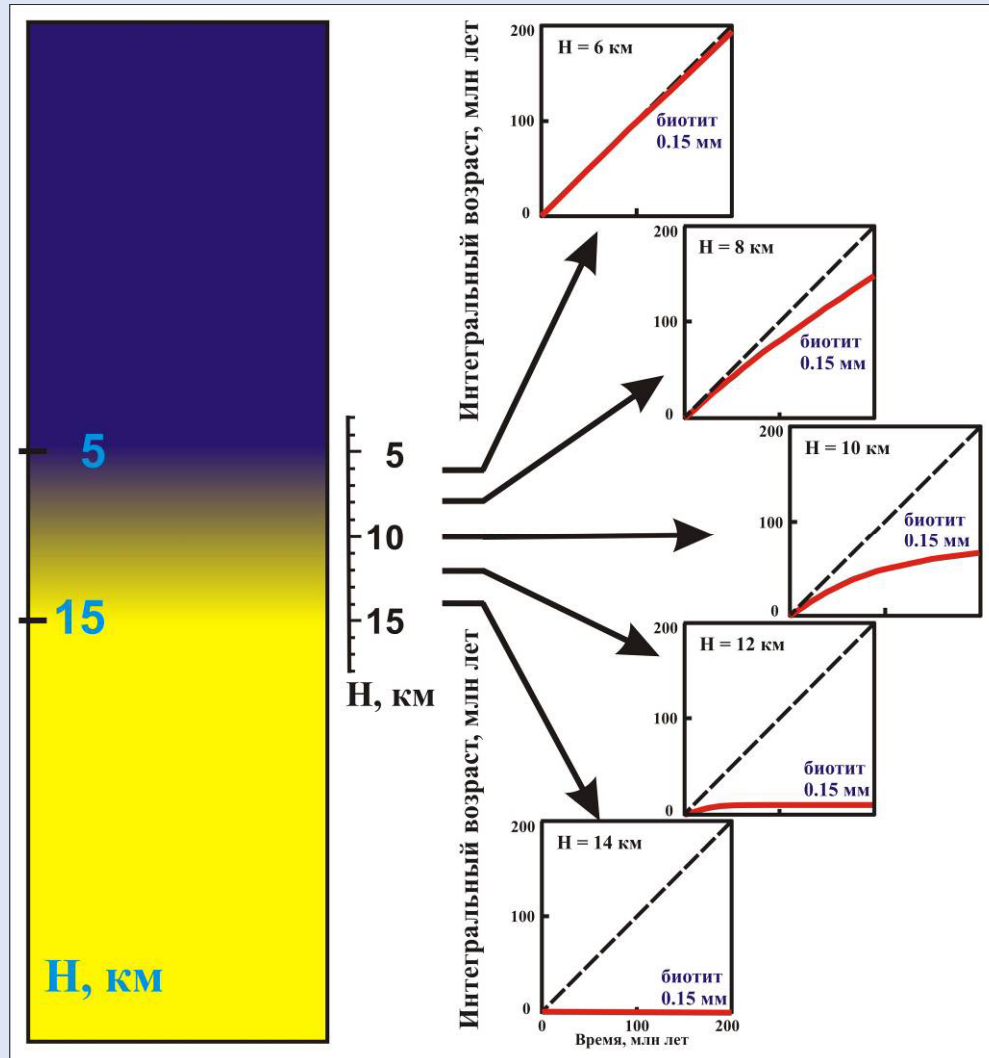 5
15
Н, км
5
10
15
Н, км
Интегральный возраст, млн лет
Интегральный возраст, млн лет
200
H = 6 км
100
биотит
0.15 мм
0
200
H = 8 км
100
биотит
0.15 мм
0
200
H = 10 км
100
биотит
0.15 мм
0
200
H = 12 км
100
биотит
0.15 мм
0
200
H = 14 км
100
биотит
0.15 мм
0
0 100 200
Время, млн лет